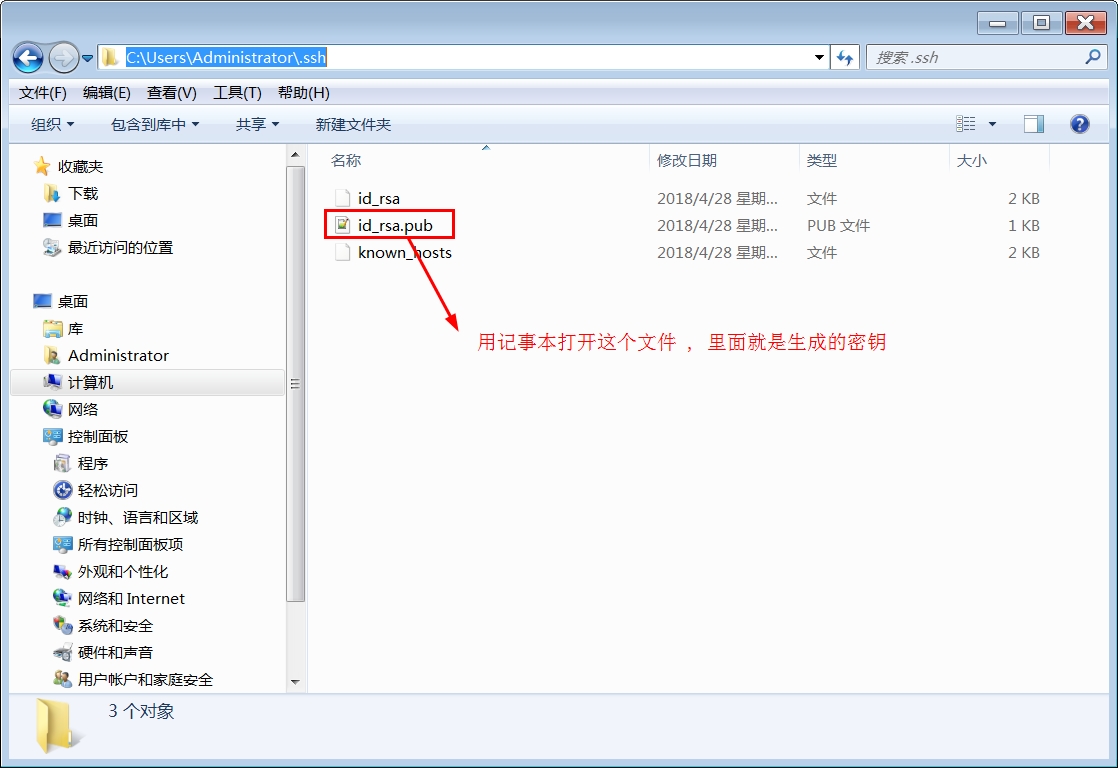 C:\Users\Administrator\.ssh
搜索 .ssh
文件(F) 编辑(E) 查看(V) 工具(T) 帮助(H)
组织 包含到库中 共享 新建文件夹
收藏夹
下载
桌面
最近访问的位置
桌面
库
Administrator
计算机
网络
控制面板
程序
轻松访问
时钟、语言和区域
所有控制面板项
外观和个性化
网络和 Internet
系统和安全
硬件和声音
用户帐户和家庭安全
名称 修改日期 类型 大小
id_rsa 2018/4/28 星期... 文件 2 KB
id_rsa.pub 2018/4/28 星期... PUB 文件 1 KB
known_hosts 2018/4/28 星期... 文件 2 KB
用记事本打开这个文件 ，里面就是生成的密钥
3 个对象